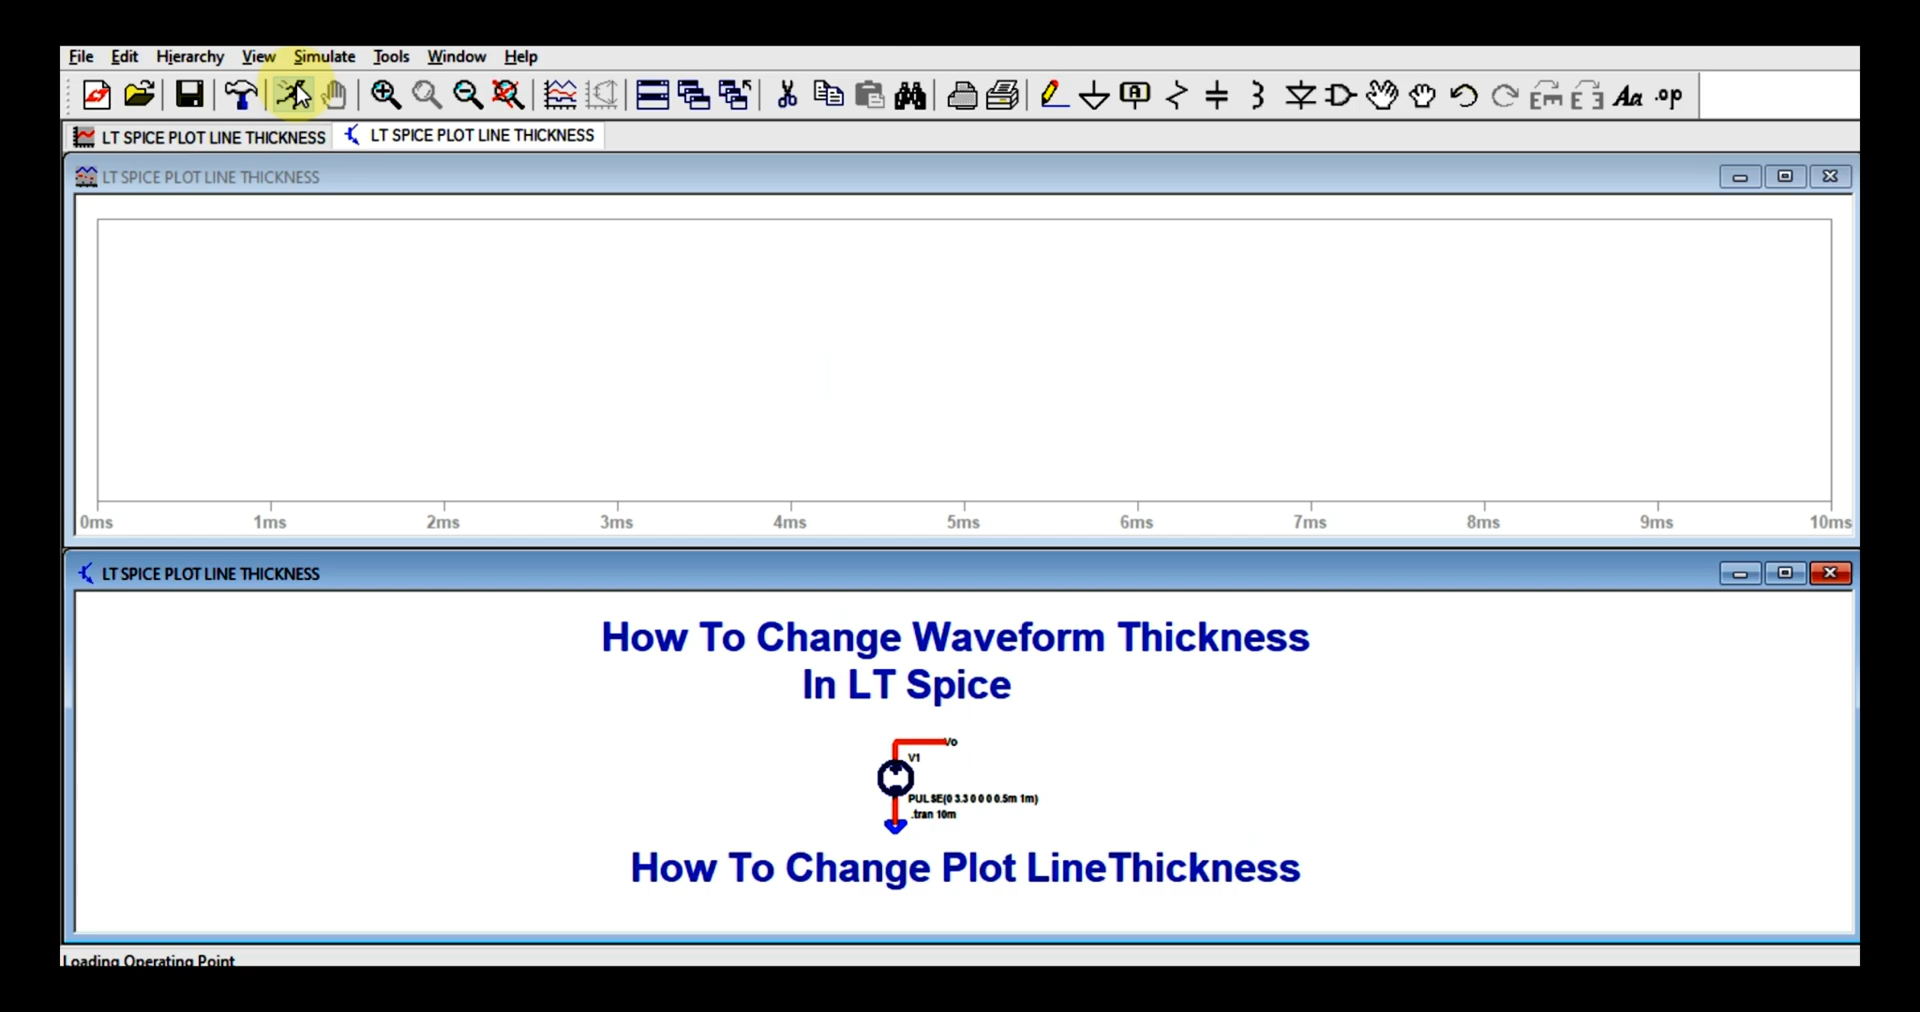 File Edit Hierarchy View Simulate Tools Window Help
Aa .op
LT SPICE PLOT LINE THICKNESS LT SPICE PLOT LINE THICKNESS
LT SPICE PLOT LINE THICKNESS
0ms 1ms 2ms 3ms 4ms 5ms 6ms 7ms 8ms 9ms 10ms
LT SPICE PLOT LINE THICKNESS
How To Change Waveform Thickness
In LT Spice
Vo
V1
PULSE(0 3.3 0 0 0 0.5m 1m)
.tran 10m
How To Change Plot LineThickness
Loading Operating Point